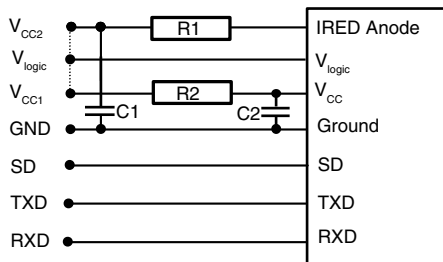 VCC2 R1 IRED Anode
Vlogic Vlogic
VCC1 R2 VCC
GND C1 C2 Ground
SD SD
TXD TXD
RXD RXD